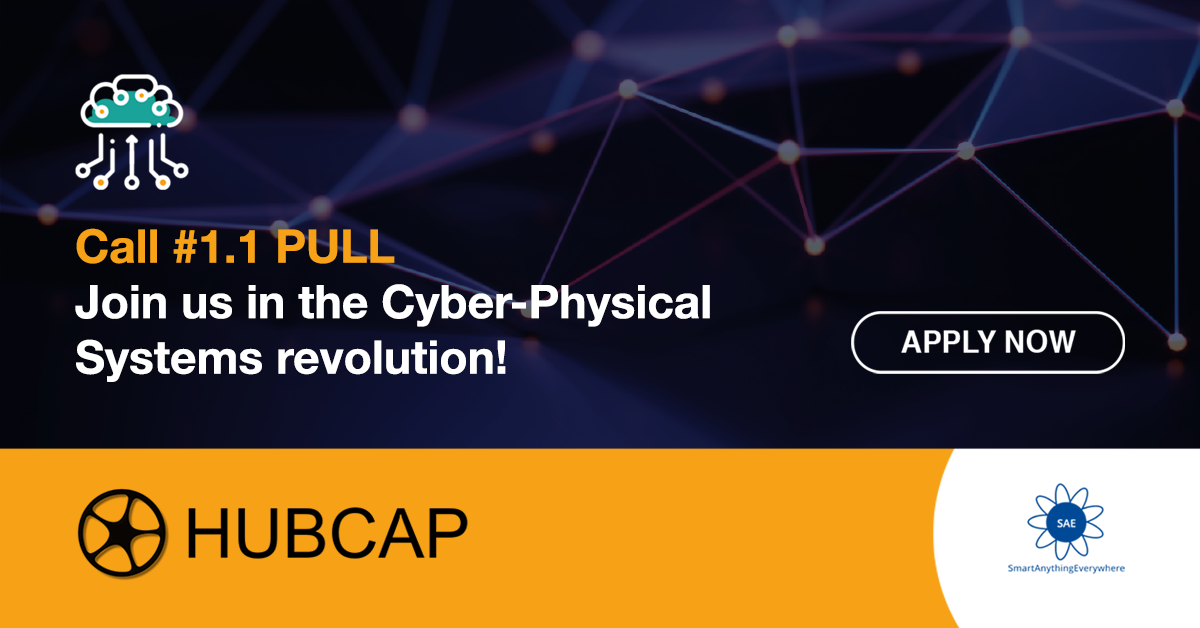 Call #1.1 PULL
Join us in the Cyber-Physical
Systems revolution!
APPLY NOW
HUBCAP
SAE
SmartAnythingEverywhere